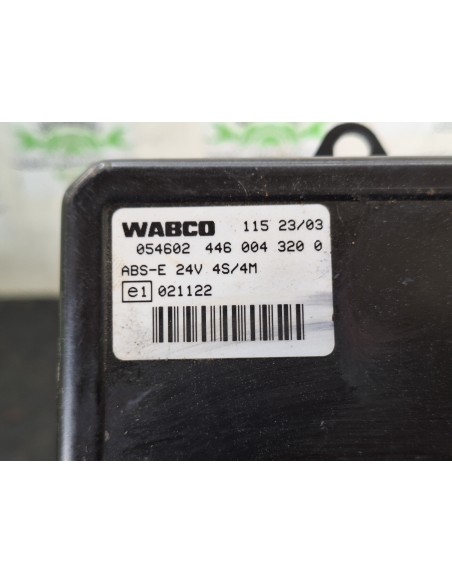 WABCO 115 23/03
054602 446 004 320 0
ABS-E 24V 4S/4M
e1 021122